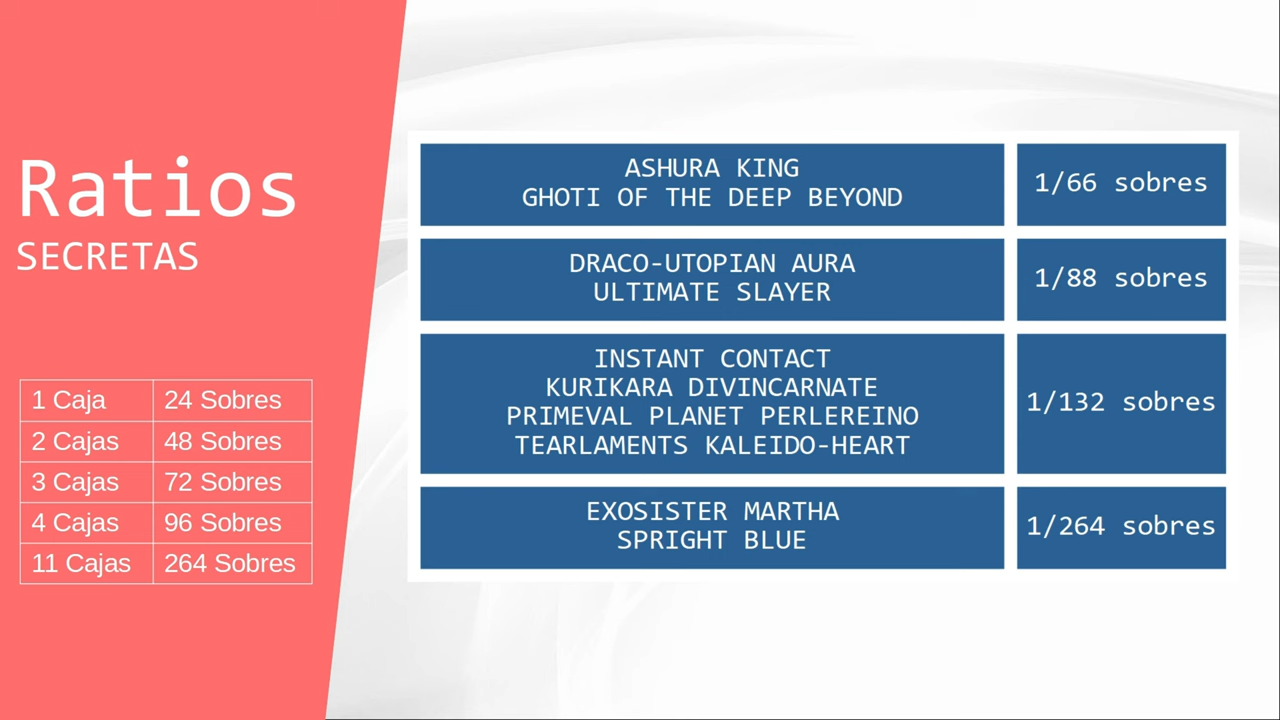 Ratios
SECRETAS
1 Caja 24 Sobres
2 Cajas 48 Sobres
3 Cajas 72 Sobres
4 Cajas 96 Sobres
11 Cajas 264 Sobres
ASHURA KING
GHOTI OF THE DEEP BEYOND
1/66 sobres
DRACO-UTOPIAN AURA
ULTIMATE SLAYER
1/88 sobres
INSTANT CONTACT
KURIKARA DIVINCARNATE
PRIMEVAL PLANET PERLEREINO
TEARLAMENTS KALEIDO-HEART
1/132 sobres
EXOSISTER MARTHA
SPRIGHT BLUE
1/264 sobres